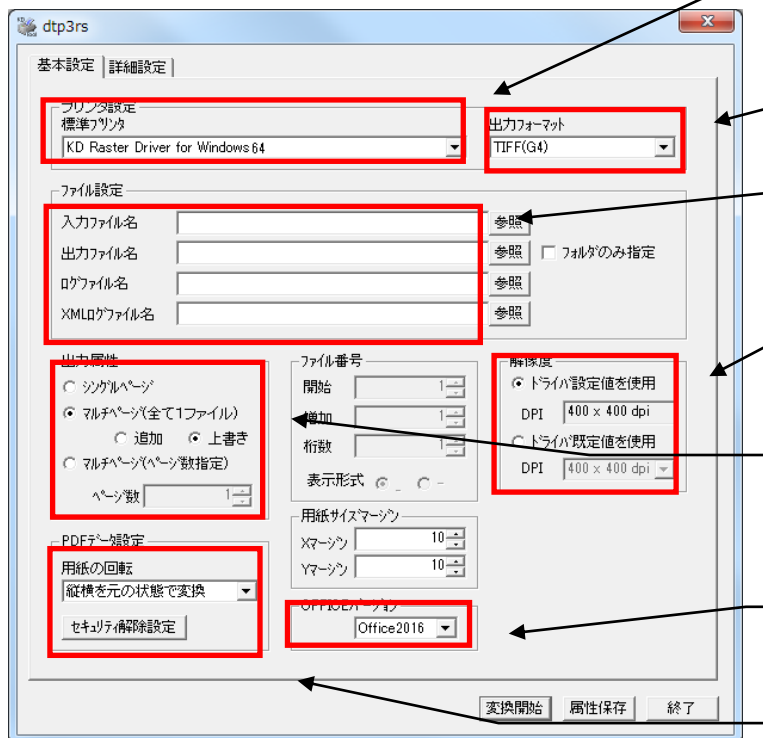 dtp3rs
基本設定 詳細設定
プリンタ設定
標準プリンタ 出力フォーマット
KD Raster Driver for Windows64 TIFF(G4)
ファイル設定
入力ファイル名 参照
出力ファイル名 参照 フォルダのみ指定
ログファイル名 参照
XMLログファイル名 参照
出力属性
シングルページ
マルチページ(全て1ファイル)
追加 上書き
マルチページ(ページ数指定)
ページ数 1
ファイル番号
開始 1
増加 1
桁数 1
表示形式 _ -
解像度
ドライバ設定値を使用
DPI 400 x 400 dpi
ドライバ既定値を使用
DPI 400 x 400 dpi
用紙サイズマージン
Xマージン 10
Yマージン 10
PDFデータ設定
用紙の回転
縦横を元の状態で変換
セキュリティ解除設定
OFFICEバージョン
Office2016
変換開始 属性保存 終了